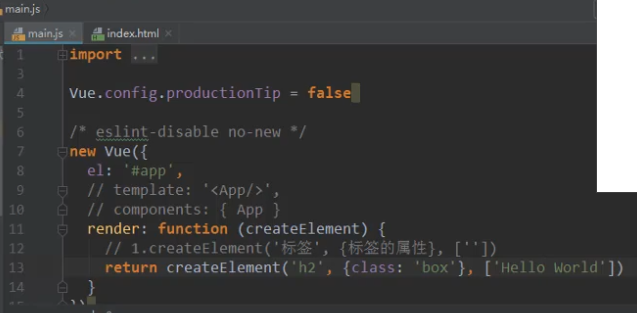 main.js
main.js × index.html ×
1 import ...
3
4 Vue.config.productionTip = false
5
6 /* eslint-disable no-new */
7 new Vue({
8 el: '#app',
9 // template: '<App/>',
10 // components: { App }
11 render: function (createElement) {
12 // 1.createElement('标签', {标签的属性}, [''])
13 return createElement('h2', {class: 'box'}, ['Hello World'])
14 }
})